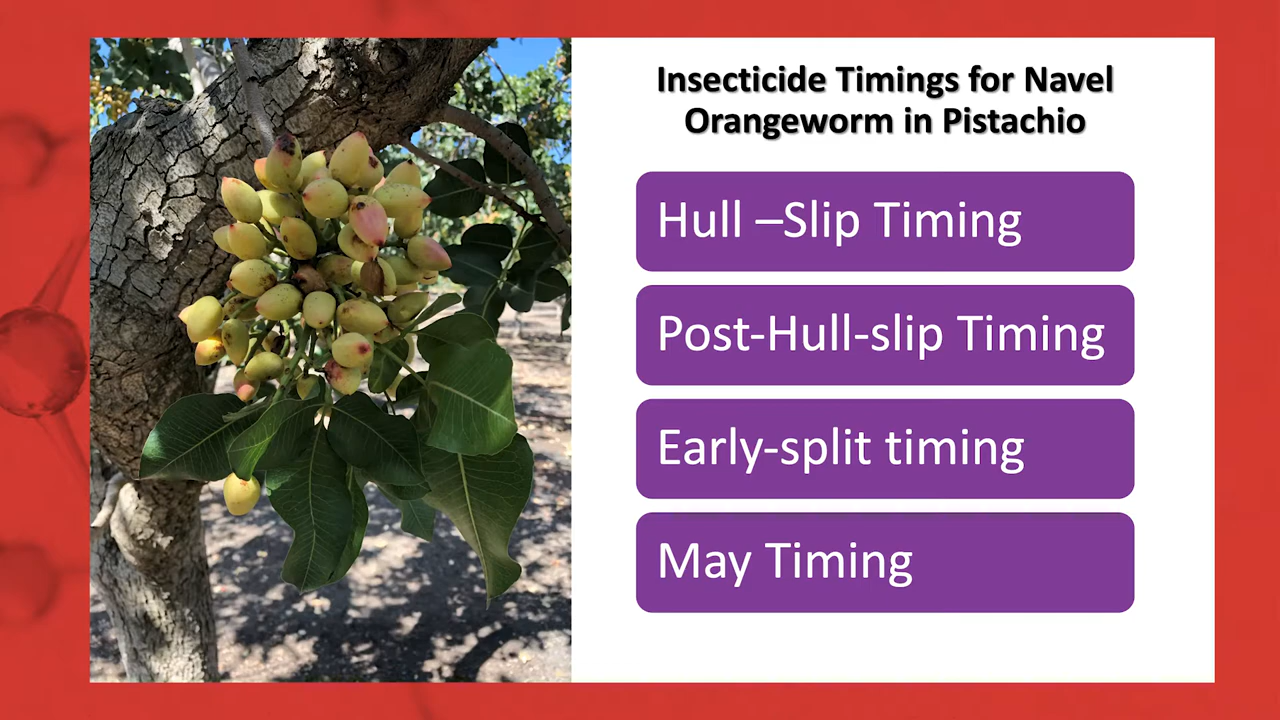 Insecticide Timings for Navel
Orangeworm in Pistachio
Hull –Slip Timing
Post-Hull-slip Timing
Early-split timing
May Timing